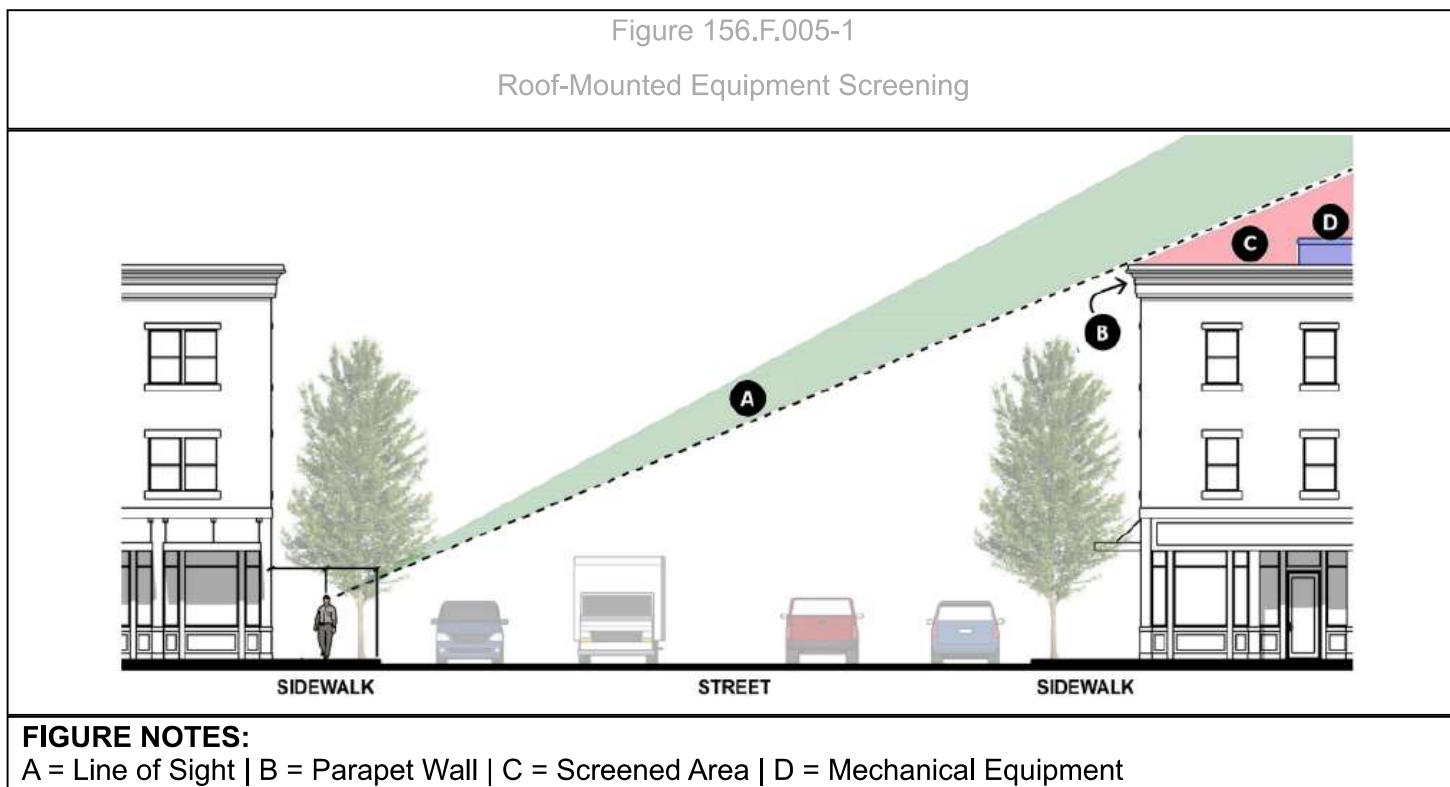 Figure 156.F.005-1
Roof-Mounted Equipment Screening
D
C
B
A
SIDEWALK STREET SIDEWALK
FIGURE NOTES:
A = Line of Sight | B = Parapet Wall | C = Screened Area | D = Mechanical Equipment